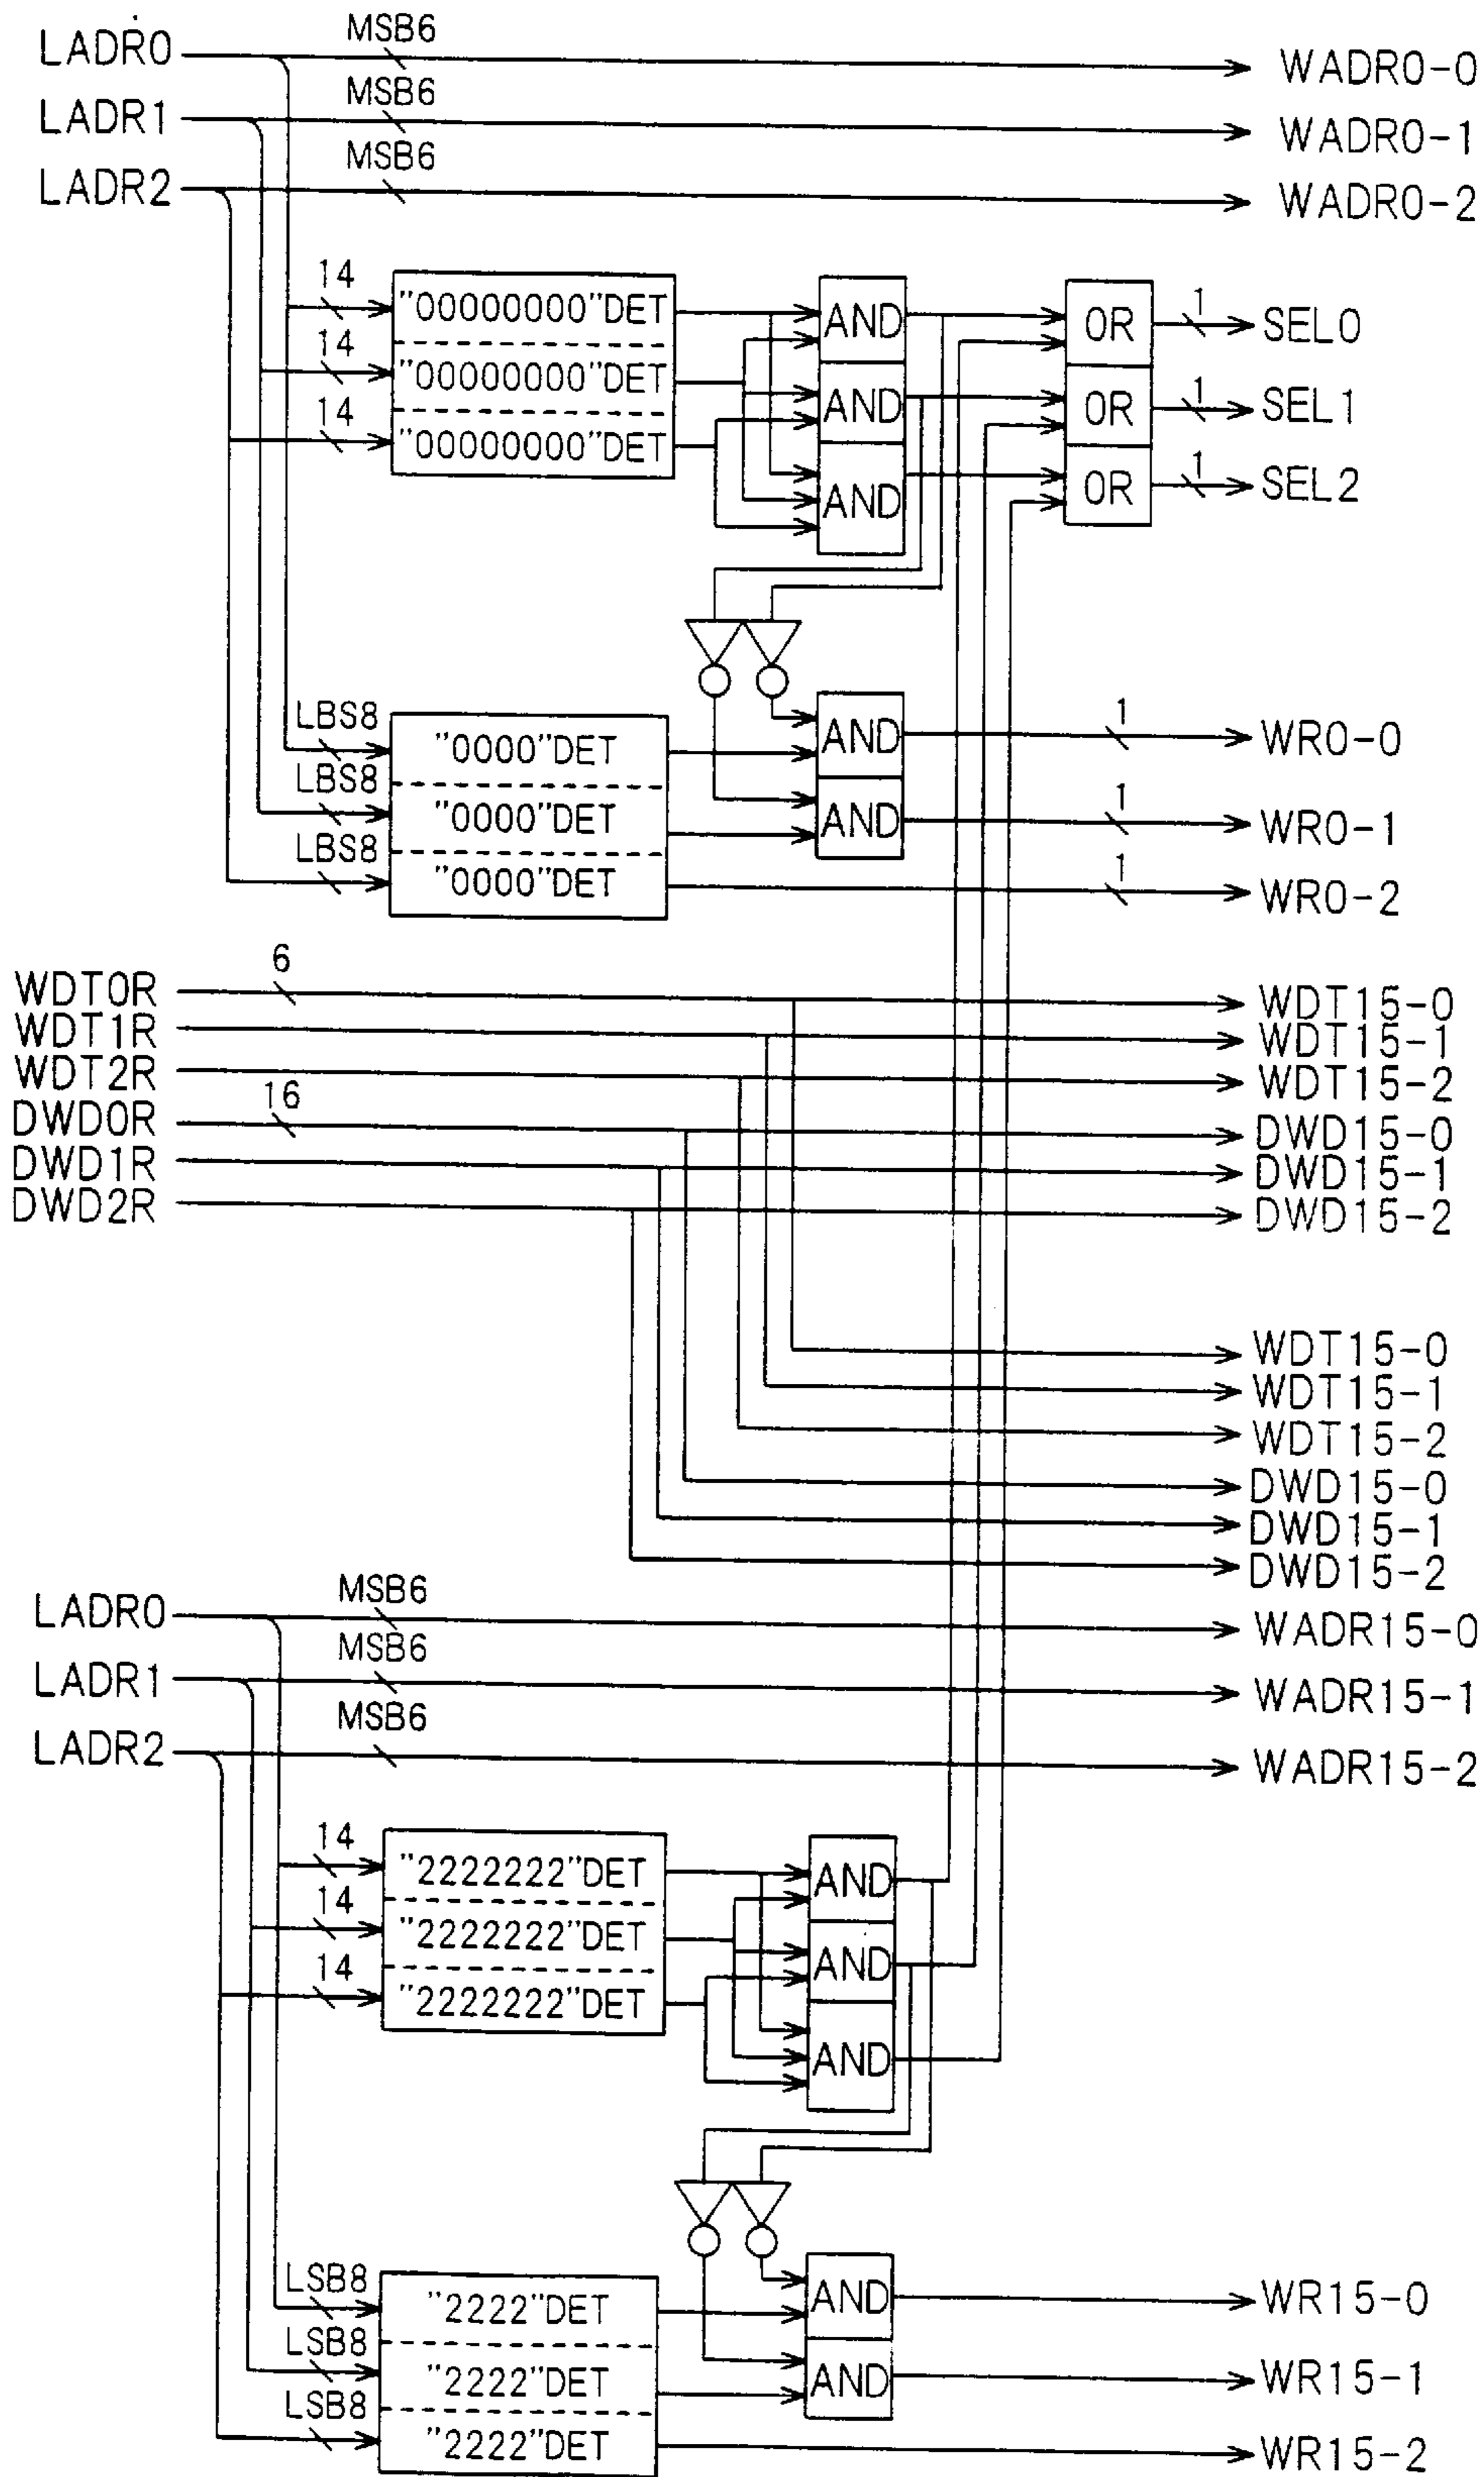 LADR0 MSB6 WADR0-0
LADR1 MSB6 WADR0-1
LADR2 MSB6 WADR0-2
14 "00000000"DET AND OR 1 SEL0
14 "00000000"DET AND OR 1 SEL1
14 "00000000"DET AND OR 1 SEL2
LBS8 "0000"DET AND 1 WR0-0
LBS8 "0000"DET AND 1 WR0-1
LBS8 "0000"DET 1 WR0-2
WDT0R 6 WDT15-0
WDT1R WDT15-1
WDT2R WDT15-2
DWD0R 16 DWD15-0
DWD1R DWD15-1
DWD2R DWD15-2
WDT15-0
WDT15-1
WDT15-2
DWD15-0
DWD15-1
DWD15-2
LADR0 MSB6 WADR15-0
LADR1 MSB6 WADR15-1
LADR2 MSB6 WADR15-2
14 "2222222"DET AND
14 "2222222"DET AND
14 "2222222"DET AND
LSB8 "2222"DET AND WR15-0
LSB8 "2222"DET AND WR15-1
LSB8 "2222"DET WR15-2